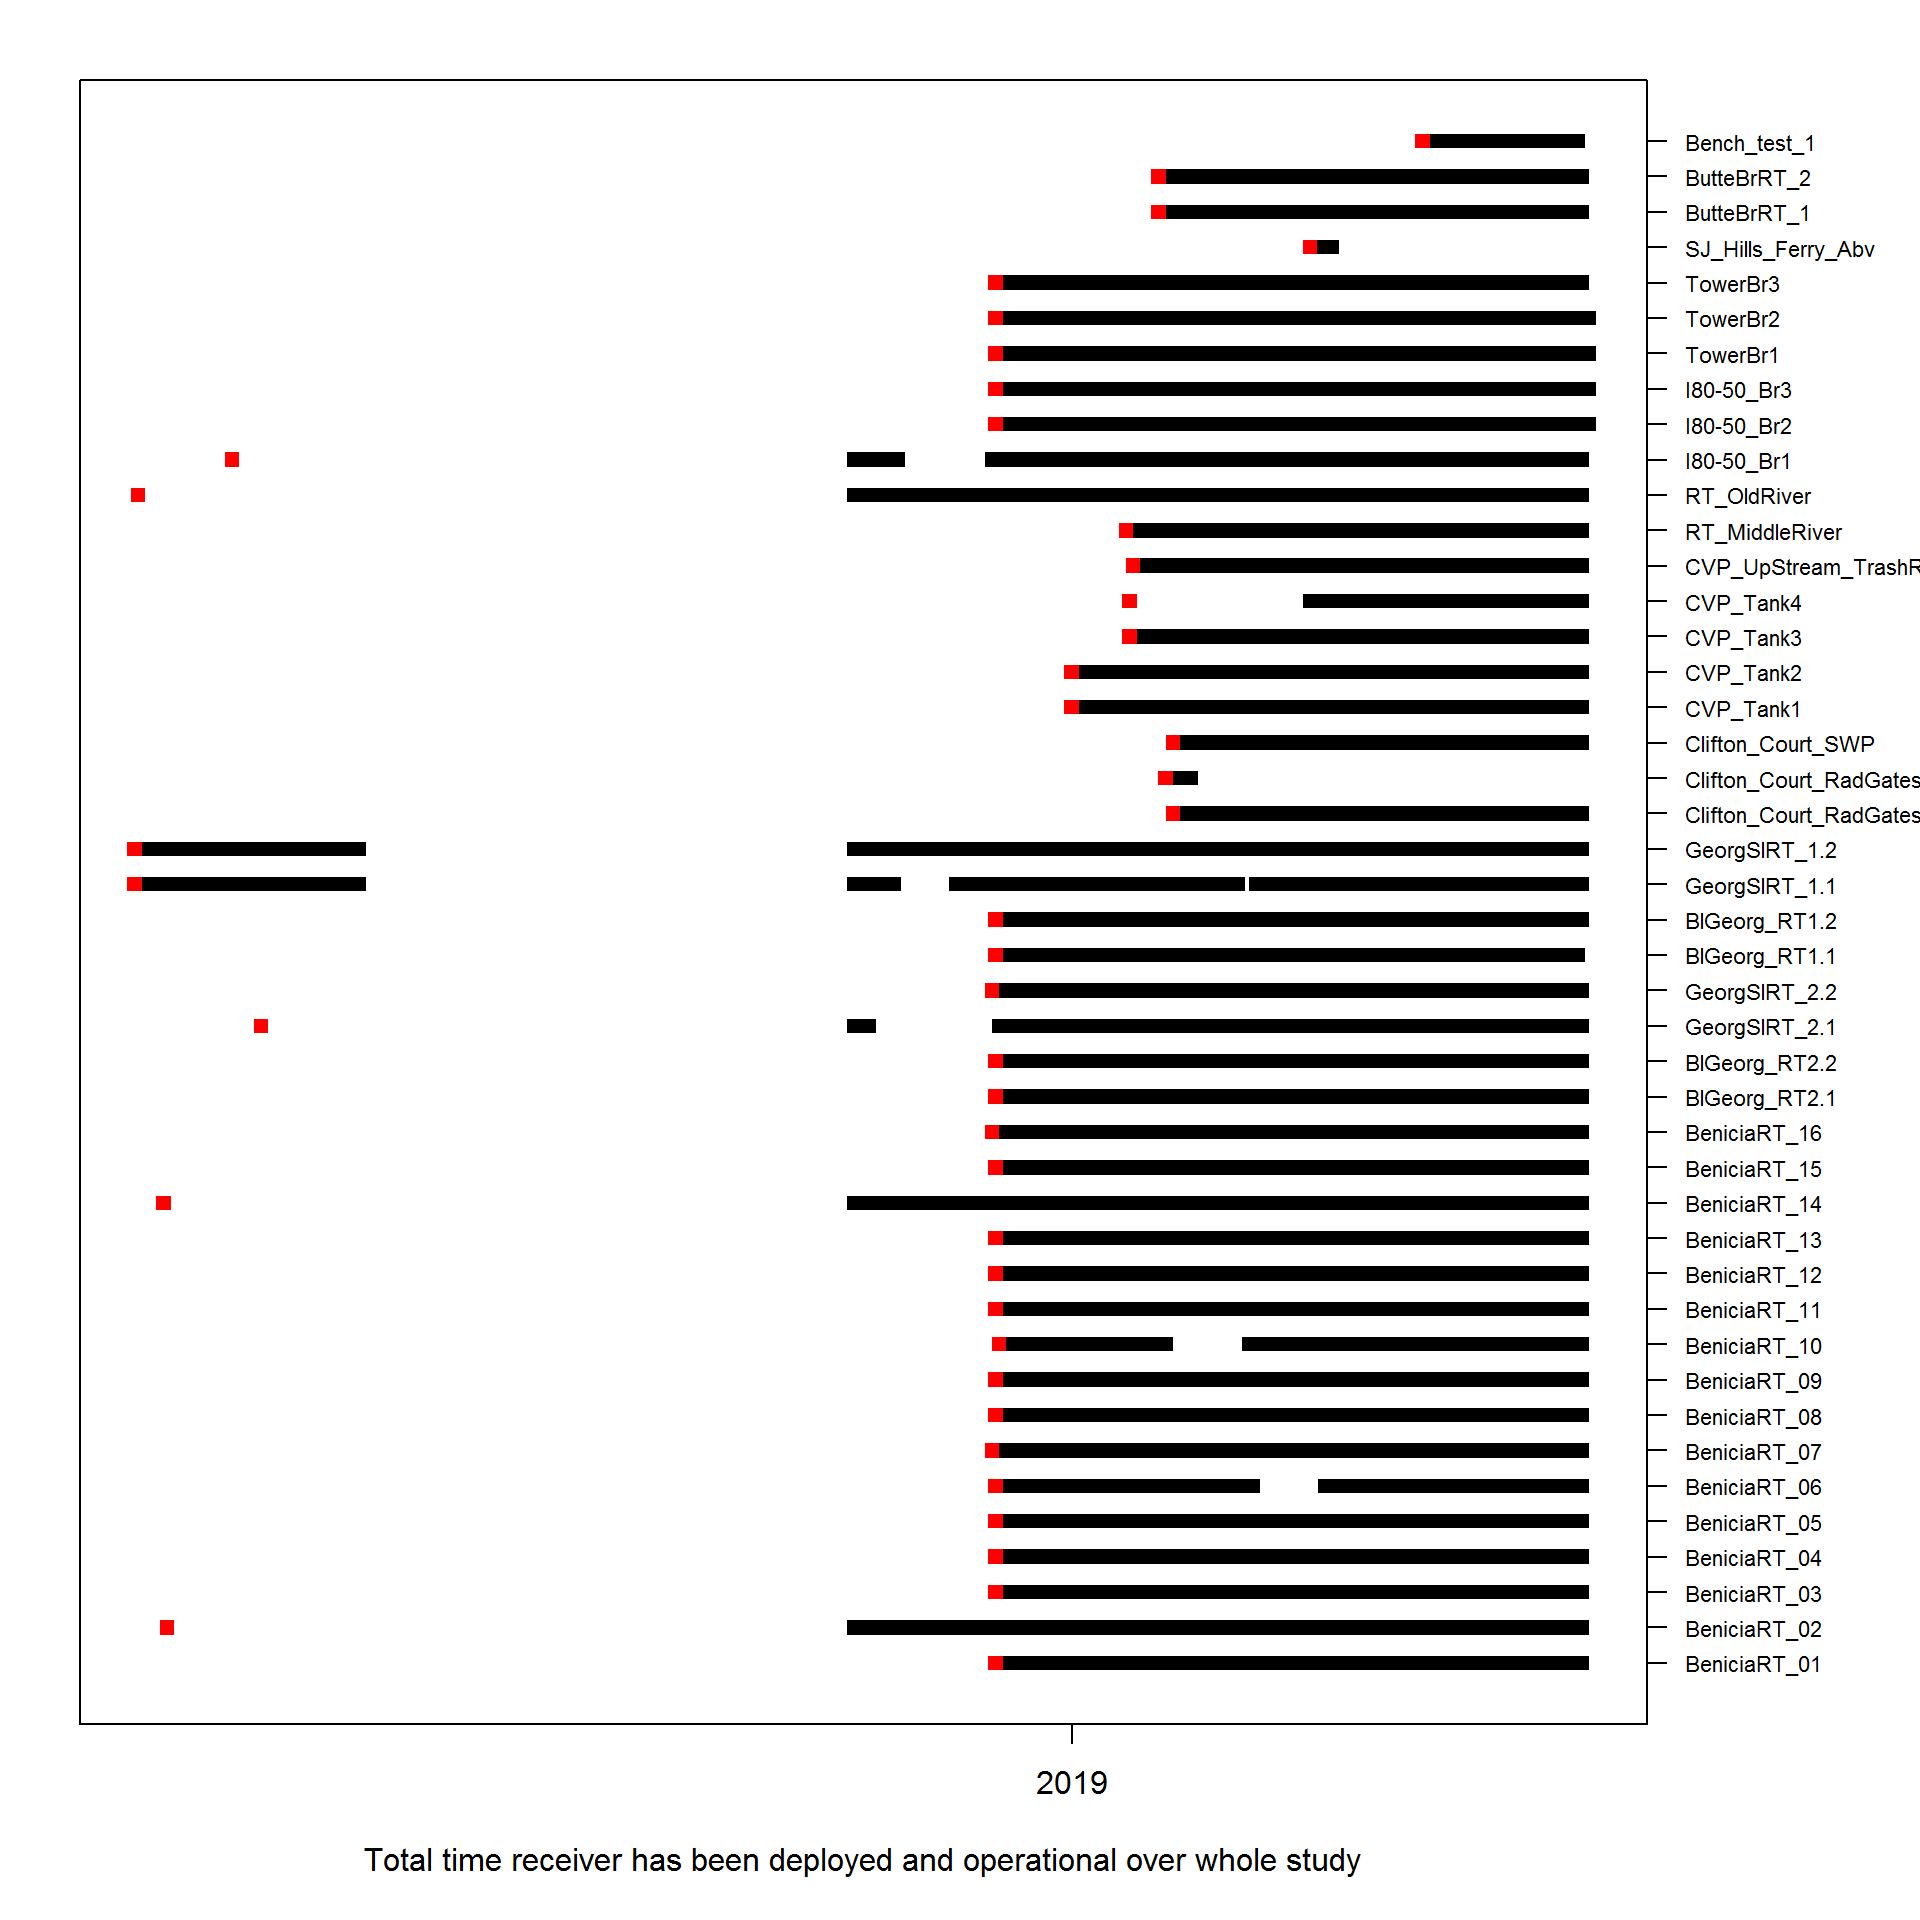 Bench_test_1
ButteBrRT_2
ButteBrRT_1
SJ_Hills_Ferry_Abv
TowerBr3
TowerBr2
TowerBr1
I80-50_Br3
I80-50_Br2
I80-50_Br1
RT_OldRiver
RT_MiddleRiver
CVP_UpStream_TrashR
CVP_Tank4
CVP_Tank3
CVP_Tank2
CVP_Tank1
Clifton_Court_SWP
Clifton_Court_RadGates
Clifton_Court_RadGates
GeorgSlRT_1.2
GeorgSlRT_1.1
BlGeorg_RT1.2
BlGeorg_RT1.1
GeorgSlRT_2.2
GeorgSlRT_2.1
BlGeorg_RT2.2
BlGeorg_RT2.1
BeniciaRT_16
BeniciaRT_15
BeniciaRT_14
BeniciaRT_13
BeniciaRT_12
BeniciaRT_11
BeniciaRT_10
BeniciaRT_09
BeniciaRT_08
BeniciaRT_07
BeniciaRT_06
BeniciaRT_05
BeniciaRT_04
BeniciaRT_03
BeniciaRT_02
BeniciaRT_01
2019
Total time receiver has been deployed and operational over whole study